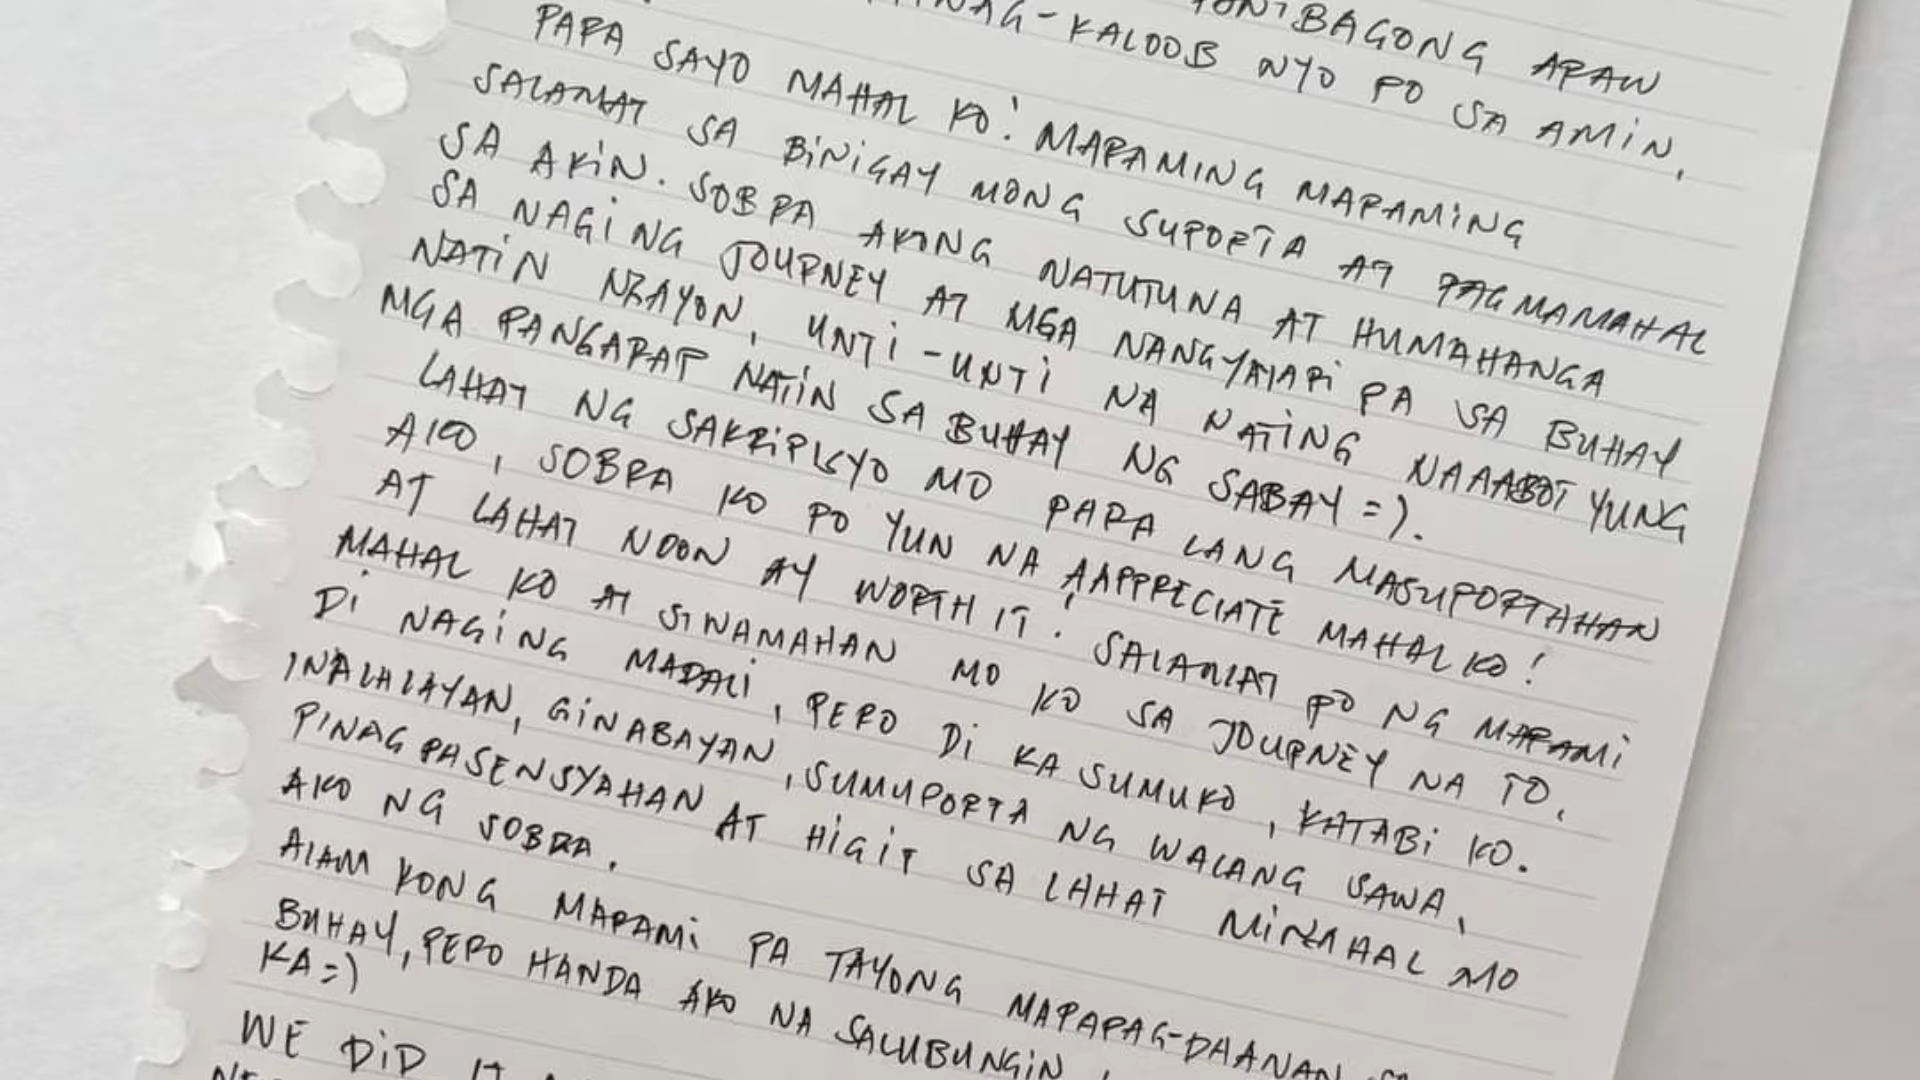 BAGONG APAW
-KALOOB NYO PO SA AMIN.
PARA SAYO MAHAL KO! MARAMING MARAMING
SALAMAT SA BINIGAY MONG SUPORTA AT PAGMAMAHAL
SA AKIN. SOBRA AKONG NATUTUNA AT HUMAHANGA
SA NAGING JOURNEY AT MGA NANGYAYARI PA SA BUHAY
NATIN NGAYON, UNTI-UNTI NA NATING NAAABOT YUNG
MGA PANGARAP NATIN SA BUHAY NG SABAY =).
LAHAT NG SAKRIPISYO MO PARA LANG MASUPORTAHAN
AKO, SOBRA KO PO YUN NA AAPPRECIATE MAHAL KO!
AT LAHAT NOON AY WORTH IT! SALAMAT PO NG MARAMI
MAHAL KO AT SINAMAHAN MO KO SA JOURNEY NA TO.
DI NAGING MADALI, PERO DI KA SUMUKO, KATABI KO.
INALALAYAN, GINABAYAN, SUMUPORTA NG WALANG SAWA,
PINAGPASENSYAHAN AT HIGIT SA LAHAT MINAHAL MO
AKO NG SOBRA.
ALAM KONG MARAMI PA TAYONG MAPAPAG-DAANAN
BUHAY, PERO HANDA AKO NA SALUBUNGIN
KA =)
WE DID IT